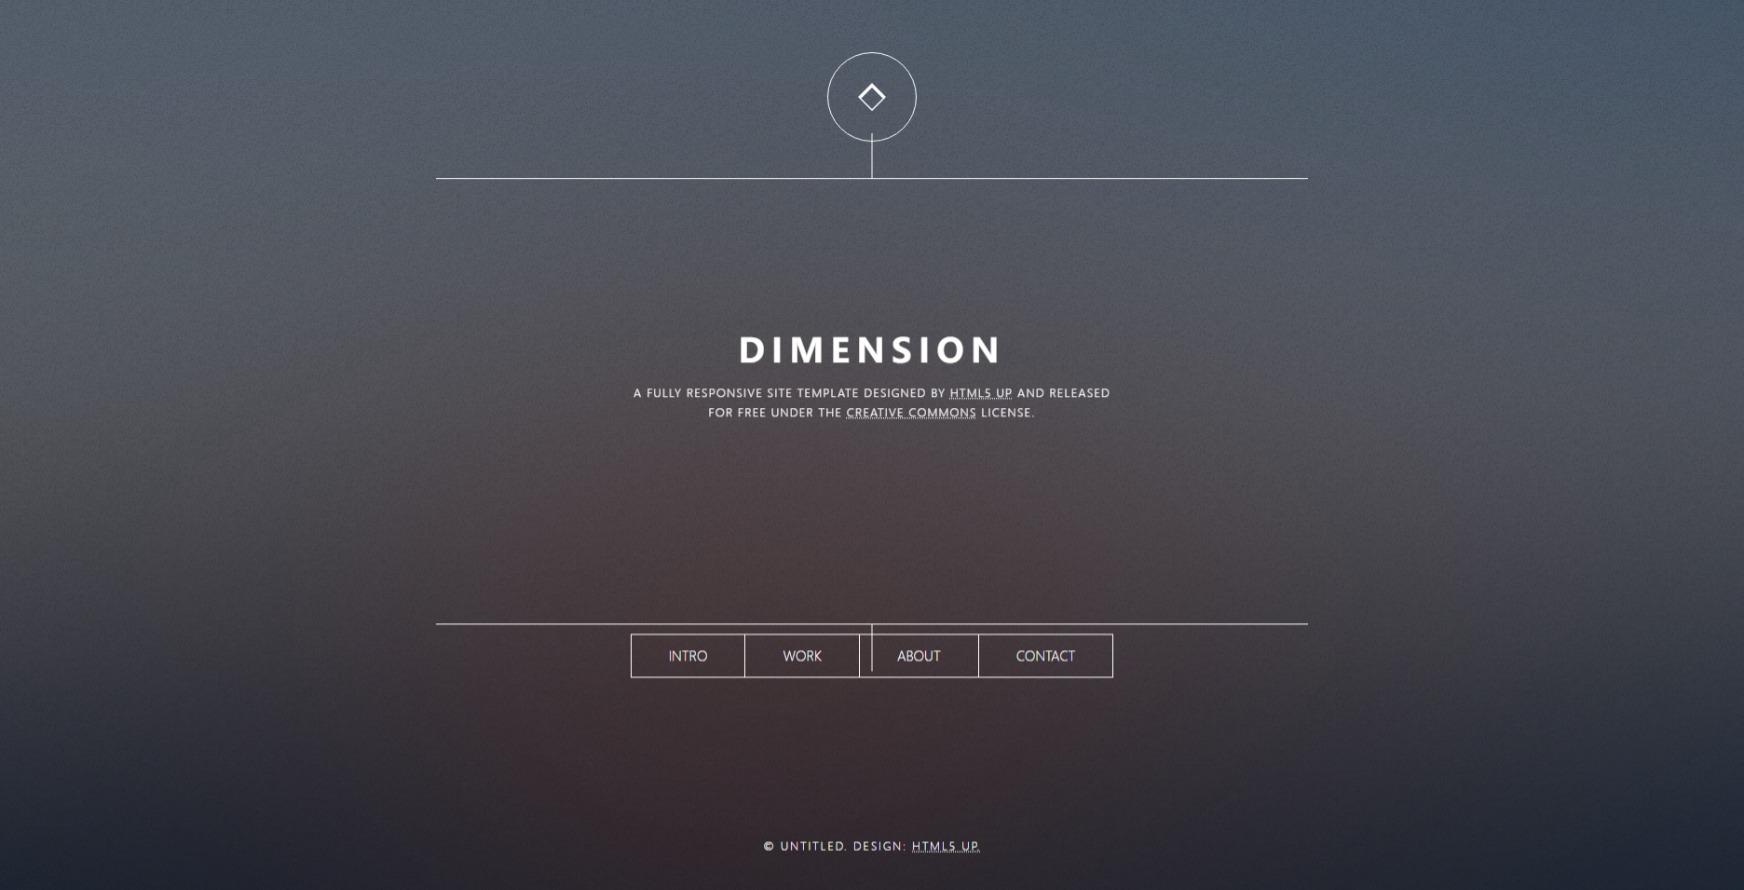 DIMENSION
A FULLY RESPONSIVE SITE TEMPLATE DESIGNED BY HTML5 UP AND RELEASED
FOR FREE UNDER THE CREATIVE COMMONS LICENSE.
INTRO WORK ABOUT CONTACT
© UNTITLED. DESIGN: HTML5 UP.